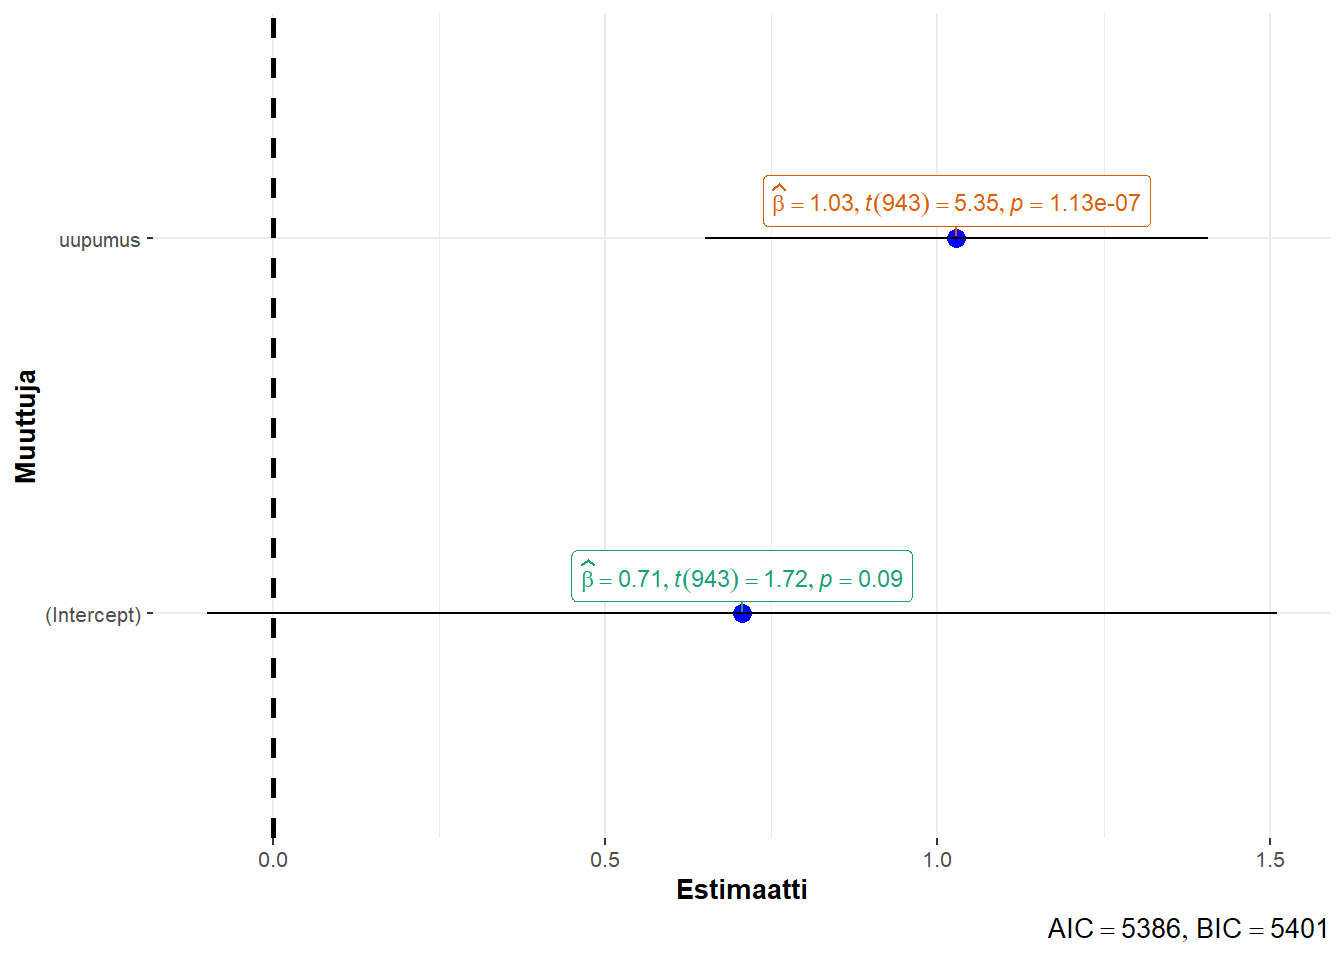 β̂ = 1.03, t(943) = 5.35, p = 1.13e-07
uupumus
Muuttuja
β̂ = 0.71, t(943) = 1.72, p = 0.09
(Intercept)
0.0 0.5 1.0 1.5
Estimaatti
AIC = 5386, BIC = 5401